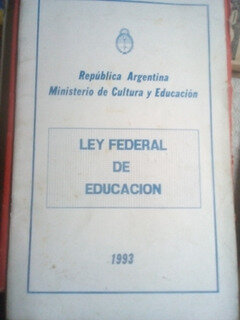 República Argentina
Ministerio de Cultura y Educación
LEY FEDERAL
DE
EDUCACION
1993